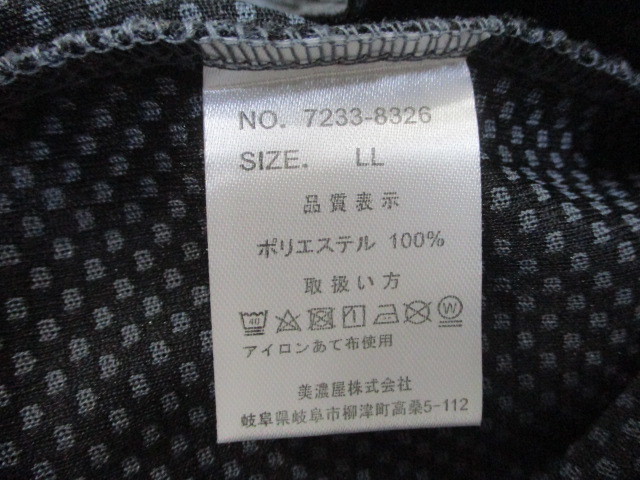 NO. 7233-8326
SIZE. LL
品質表示
ポリエステル 100%
取扱い方
40 W
アイロンあて布使用
美濃屋株式会社
岐阜県岐阜市柳津町高桑5-112